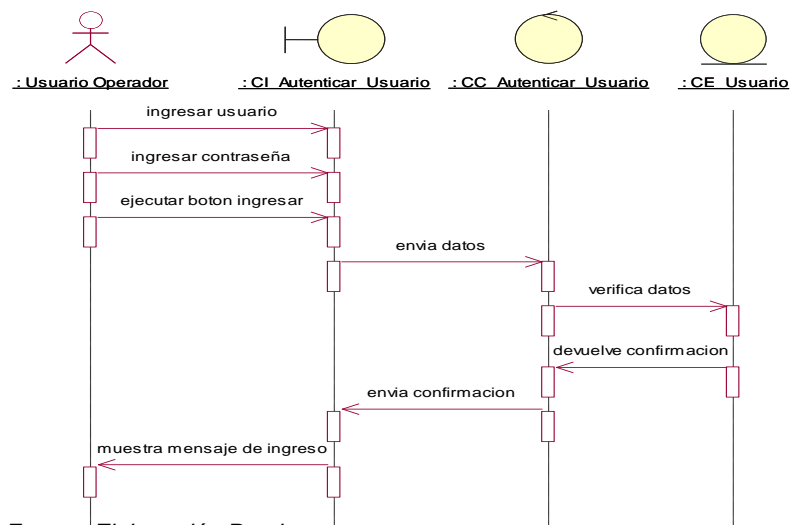 : Usuario Operador
: CI_Autenticar_Usuario
: CC_Autenticar_Usuario
: CE_Usuario
ingresar usuario
ingresar contraseña
ejecutar boton ingresar
envia datos
verifica datos
devuelve confirmacion
envia confirmacion
muestra mensaje de ingreso